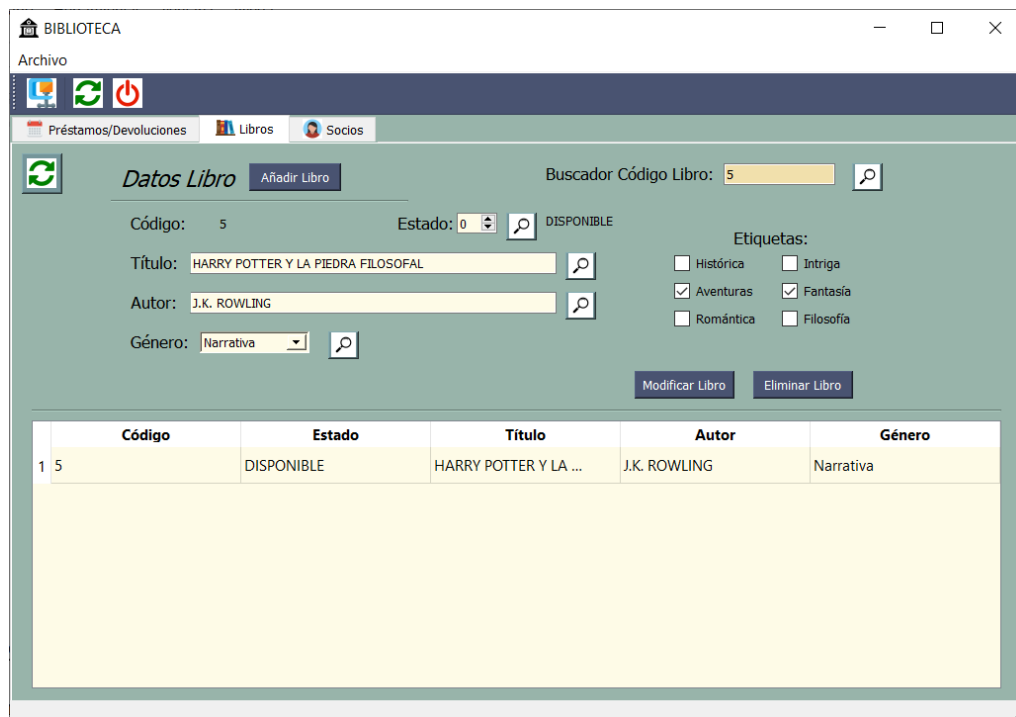 BIBLIOTECA
Archivo
Préstamos/Devoluciones Libros Socios
Datos Libro Añadir Libro Buscador Código Libro: 5
Código: 5 Estado: 0 DISPONIBLE
Etiquetas:
Título: HARRY POTTER Y LA PIEDRA FILOSOFAL Histórica Intriga
Autor: J.K. ROWLING Aventuras Fantasía
Romántica Filosofía
Género: Narrativa
Modificar Libro Eliminar Libro
Código Estado Título Autor Género
1 5 DISPONIBLE HARRY POTTER Y LA ... J.K. ROWLING Narrativa